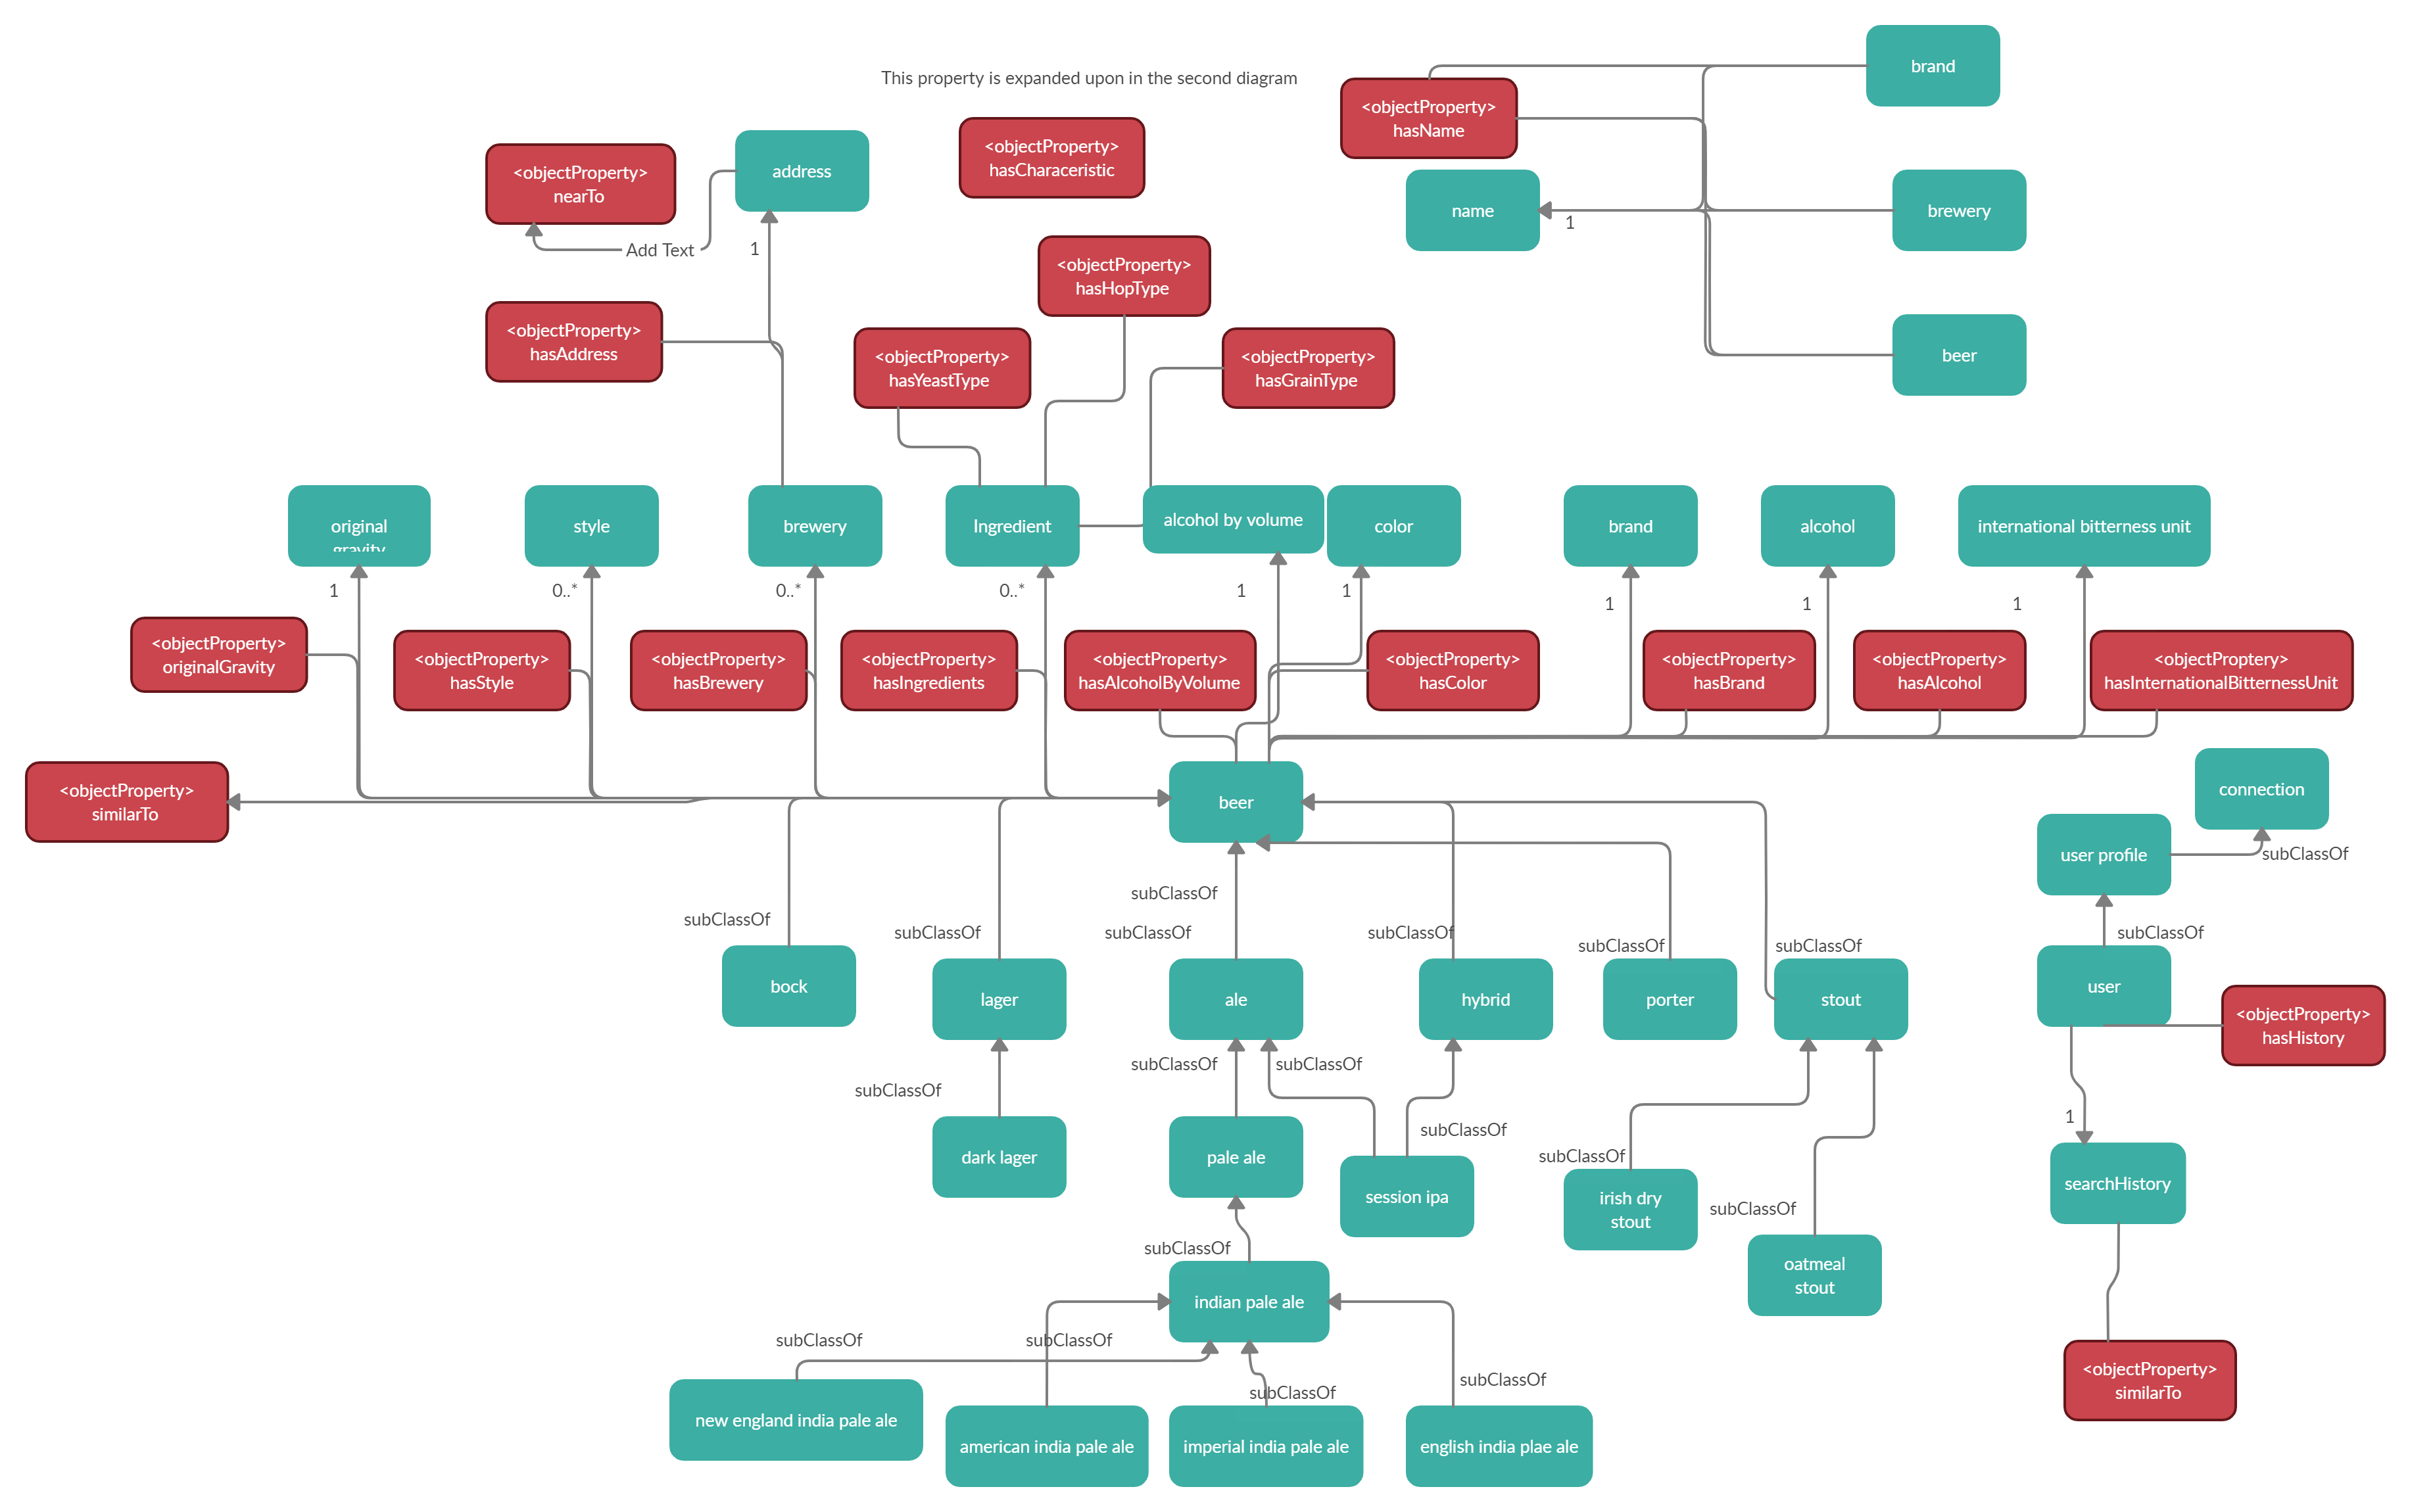 brand
This property is expanded upon in the second diagram
<objectProperty>
hasName
<objectProperty>
hasCharaceristic
<objectProperty>
nearTo
address
name
brewery
1
Add Text
1
<objectProperty>
hasHopType
<objectProperty>
hasAddress
<objectProperty>
hasYeastType
<objectProperty>
hasGrainType
beer
original
gravity
style
brewery
Ingredient
alcohol by volume
color
brand
alcohol
international bitterness unit
1
0..*
0..*
0..*
1
1
1
1
1
<objectProperty>
originalGravity
<objectProperty>
hasStyle
<objectProperty>
hasBrewery
<objectProperty>
hasIngredients
<objectProperty>
hasAlcoholByVolume
<objectProperty>
hasColor
<objectProperty>
hasBrand
<objectProperty>
hasAlcohol
<objectProptery>
hasInternationalBitternessUnit
<objectProperty>
similarTo
beer
connection
user profile
subClassOf
subClassOf
subClassOf
subClassOf
subClassOf
subClassOf
subClassOf
subClassOf
subClassOf
bock
lager
ale
hybrid
porter
stout
user
<objectProperty>
hasHistory
subClassOf
subClassOf
subClassOf
1
subClassOf
dark lager
pale ale
session ipa
subClassOf
irish dry
stout
searchHistory
subClassOf
subClassOf
oatmeal
stout
indian pale ale
subClassOf
subClassOf
subClassOf
subClassOf
<objectProperty>
similarTo
new england india pale ale
american india pale ale
imperial india pale ale
english india plae ale